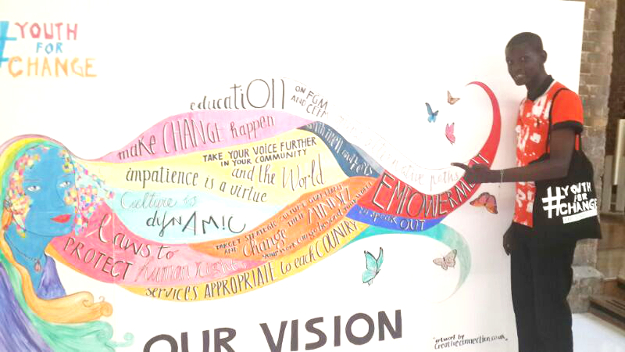 #YOUTH
FOR
CHANGE
educatiON
ON FGM
AND CEFM
make CHANGE happen
TAKE YOUR VOICE FURTHER
IN YOUR COMMUNITY
impatience is a virtue
and the World
Culture is
dynAMIC
EMPOWERMENT
SPEAK OUT
Laws to
PROTECT Human
change
MINDS
services APPROPRIATE to each COUNTRY
OUR VISION
artwork by
creativeconnection.co.uk
#YOUTH
FOR
CHANGE